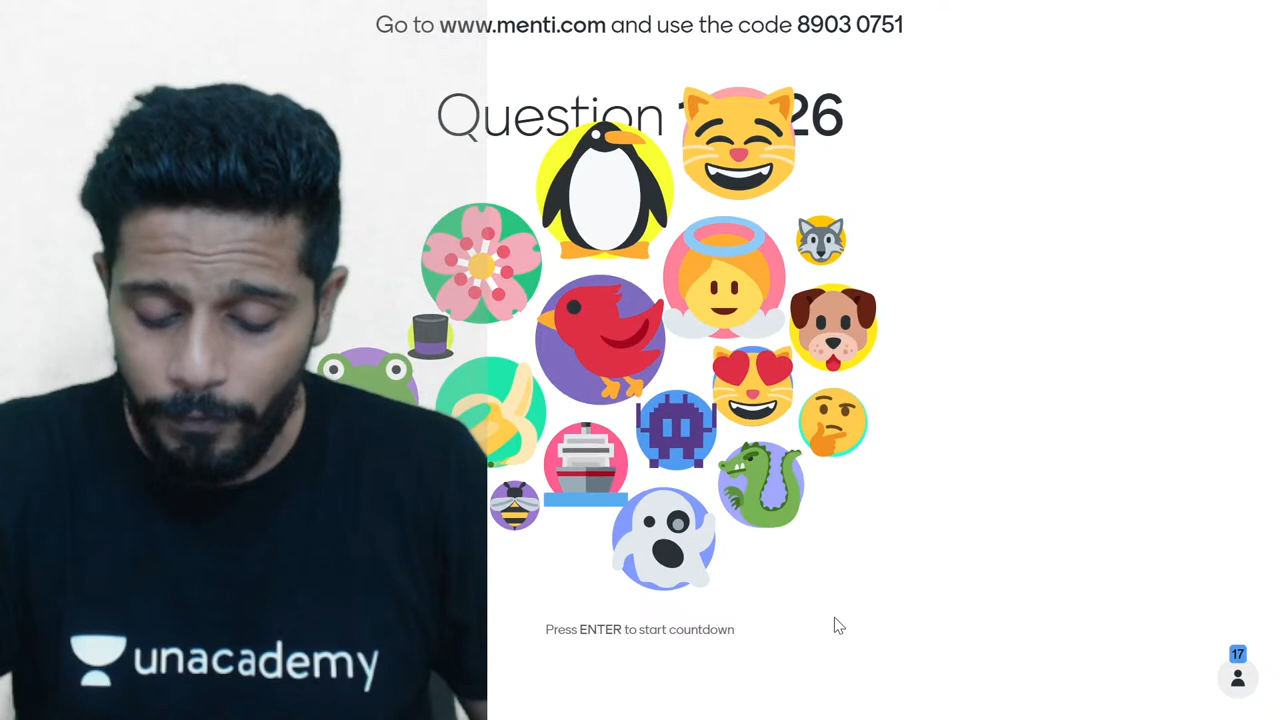 Go to www.menti.com and use the code 8903 0751
Question 26
Press ENTER to start countdown
17
unacademy